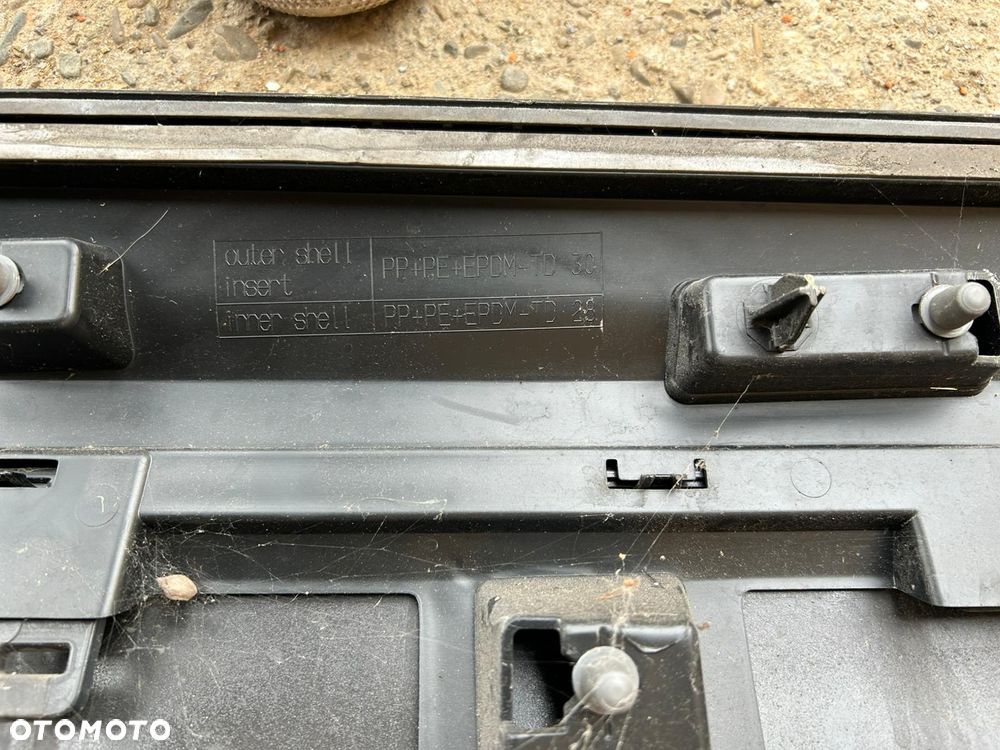 outer shell PP+PE+EPDM-TD 30
insert
inner shell PP+PE+EPDM-TD 28
OTOMOTO